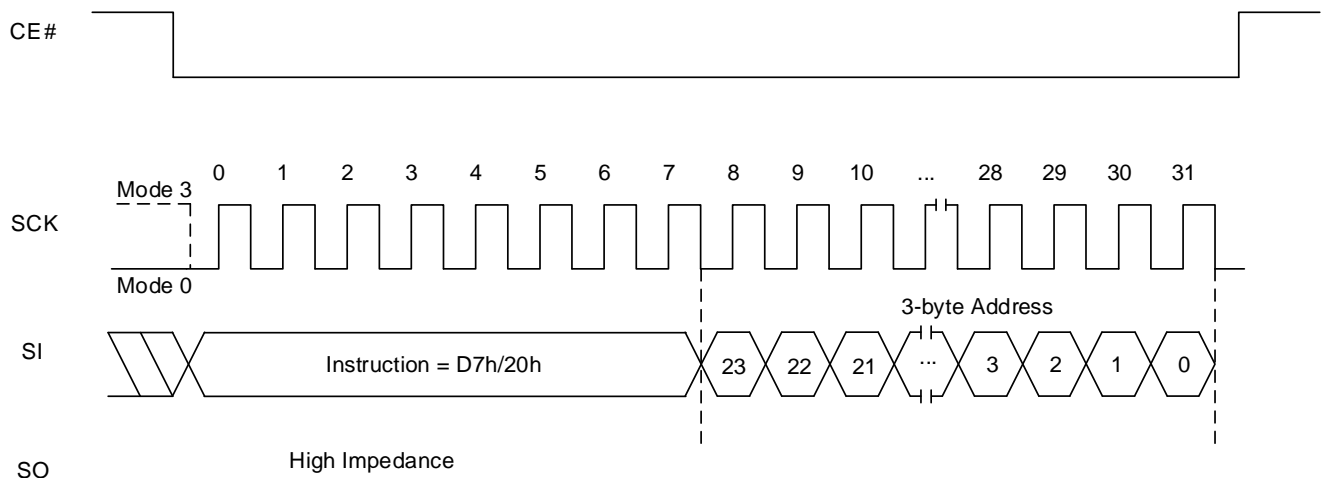 CE#
0 1 2 3 4 5 6 7 8 9 10 ... 28 29 30 31
Mode 3
SCK
Mode 0
3-byte Address
SI
Instruction = D7h/20h
23 22 21 ... 3 2 1 0
High Impedance
SO